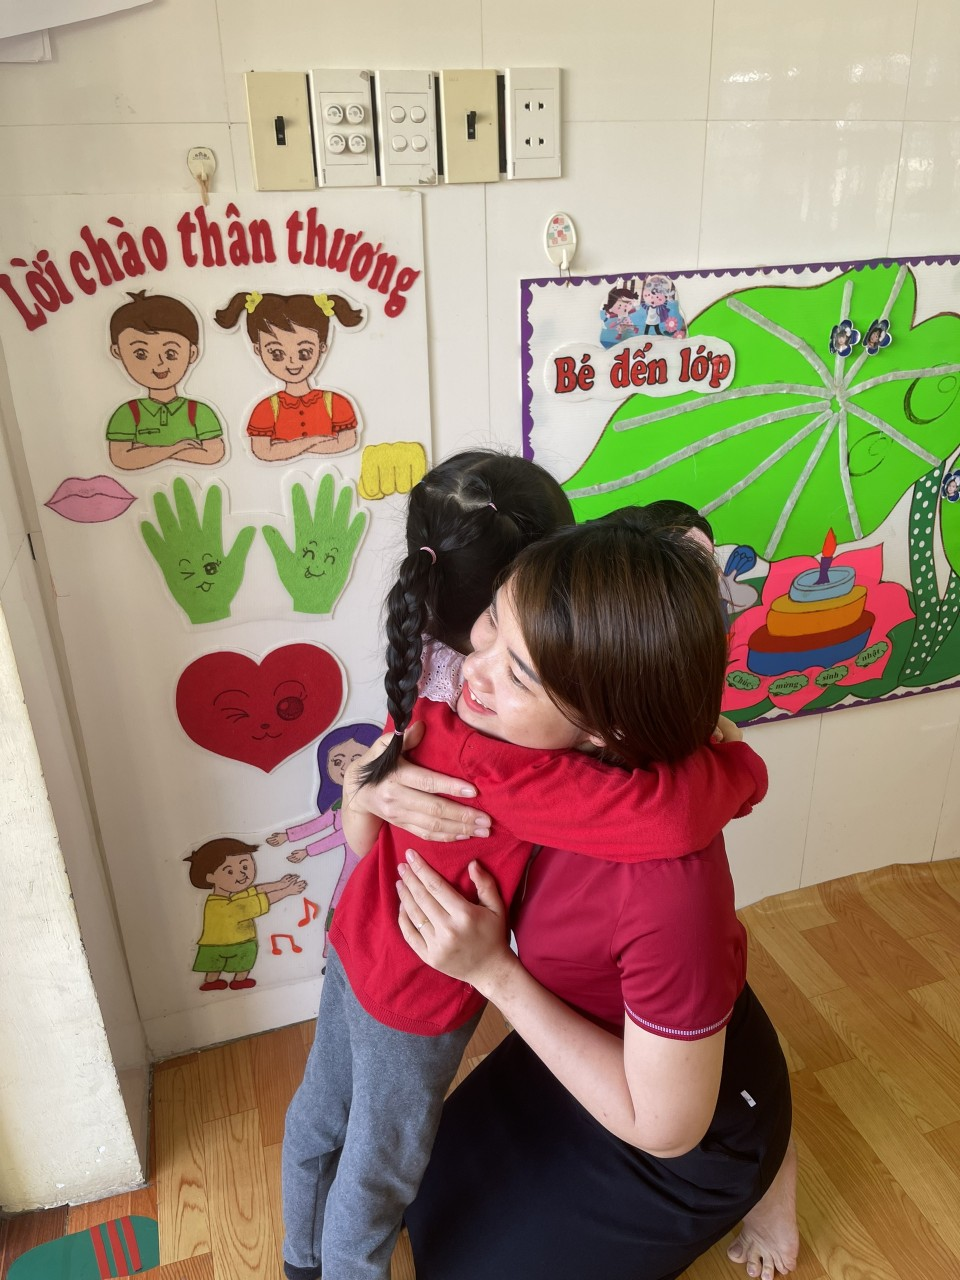 Lời chào thân thương
Bé đến lớp
Chúc mừng sinh nhật